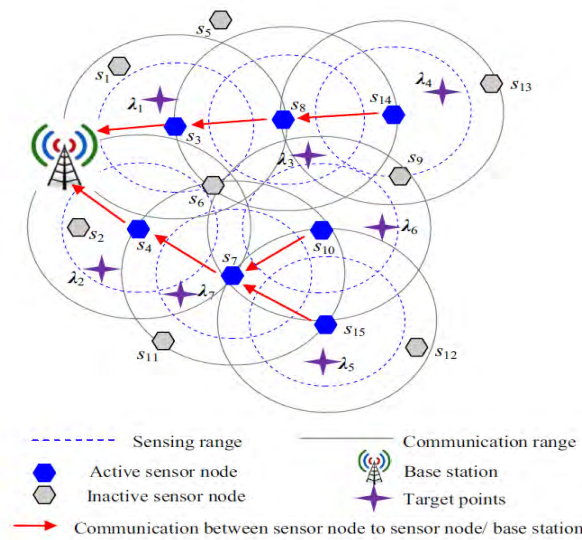 s5
s1
λ4
s13
λ1
s8
s14
s3
λ3
s9
s6
s2
s4
s7
s10
λ6
λ2
λ7
s15
s11
s12
λ5
Sensing range
Communication range
Active sensor node
Base station
Inactive sensor node
Target points
Communication between sensor node to sensor node/ base station